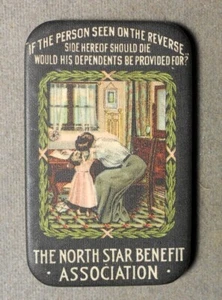 IF THE PERSON SEEN ON THE REVERSE
SIDE HEREOF SHOULD DIE
WOULD HIS DEPENDENTS BE PROVIDED FOR?
THE NORTH STAR BENEFIT
· ASSOCIATION ·